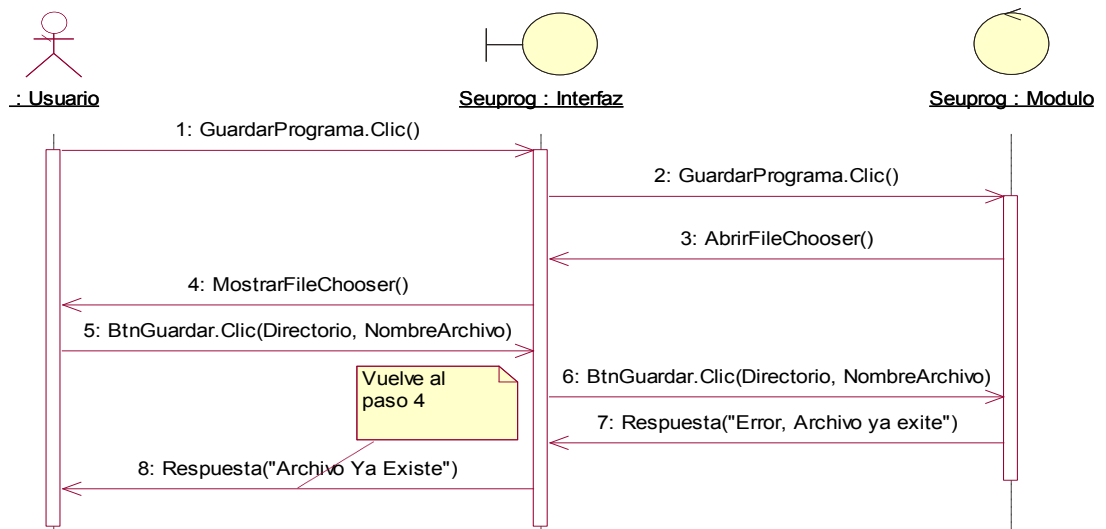 : Usuario
Seuprog : Interfaz
Seuprog : Modulo
1: GuardarPrograma.Clic()
2: GuardarPrograma.Clic()
3: AbrirFileChooser()
4: MostrarFileChooser()
5: BtnGuardar.Clic(Directorio, NombreArchivo)
Vuelve al
paso 4
6: BtnGuardar.Clic(Directorio, NombreArchivo)
7: Respuesta("Error, Archivo ya exite")
8: Respuesta("Archivo Ya Existe")